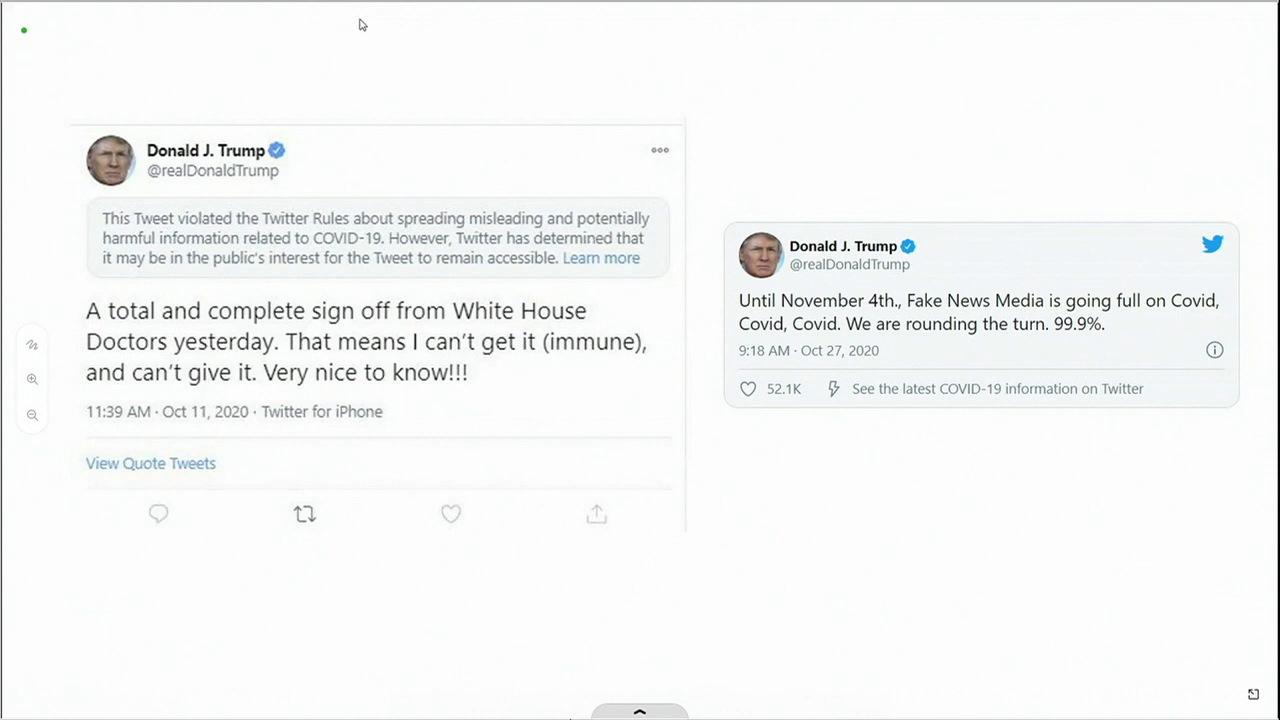 Donald J. Trump
@realDonaldTrump
This Tweet violated the Twitter Rules about spreading misleading and potentially
harmful information related to COVID-19. However, Twitter has determined that
it may be in the public's interest for the Tweet to remain accessible. Learn more
A total and complete sign off from White House
Doctors yesterday. That means I can't get it (immune),
and can't give it. Very nice to know!!!
11:39 AM · Oct 11, 2020 · Twitter for iPhone
View Quote Tweets
Donald J. Trump
@realDonaldTrump
Until November 4th., Fake News Media is going full on Covid,
Covid, Covid. We are rounding the turn. 99.9%.
9:18 AM · Oct 27, 2020
52.1K See the latest COVID-19 information on Twitter